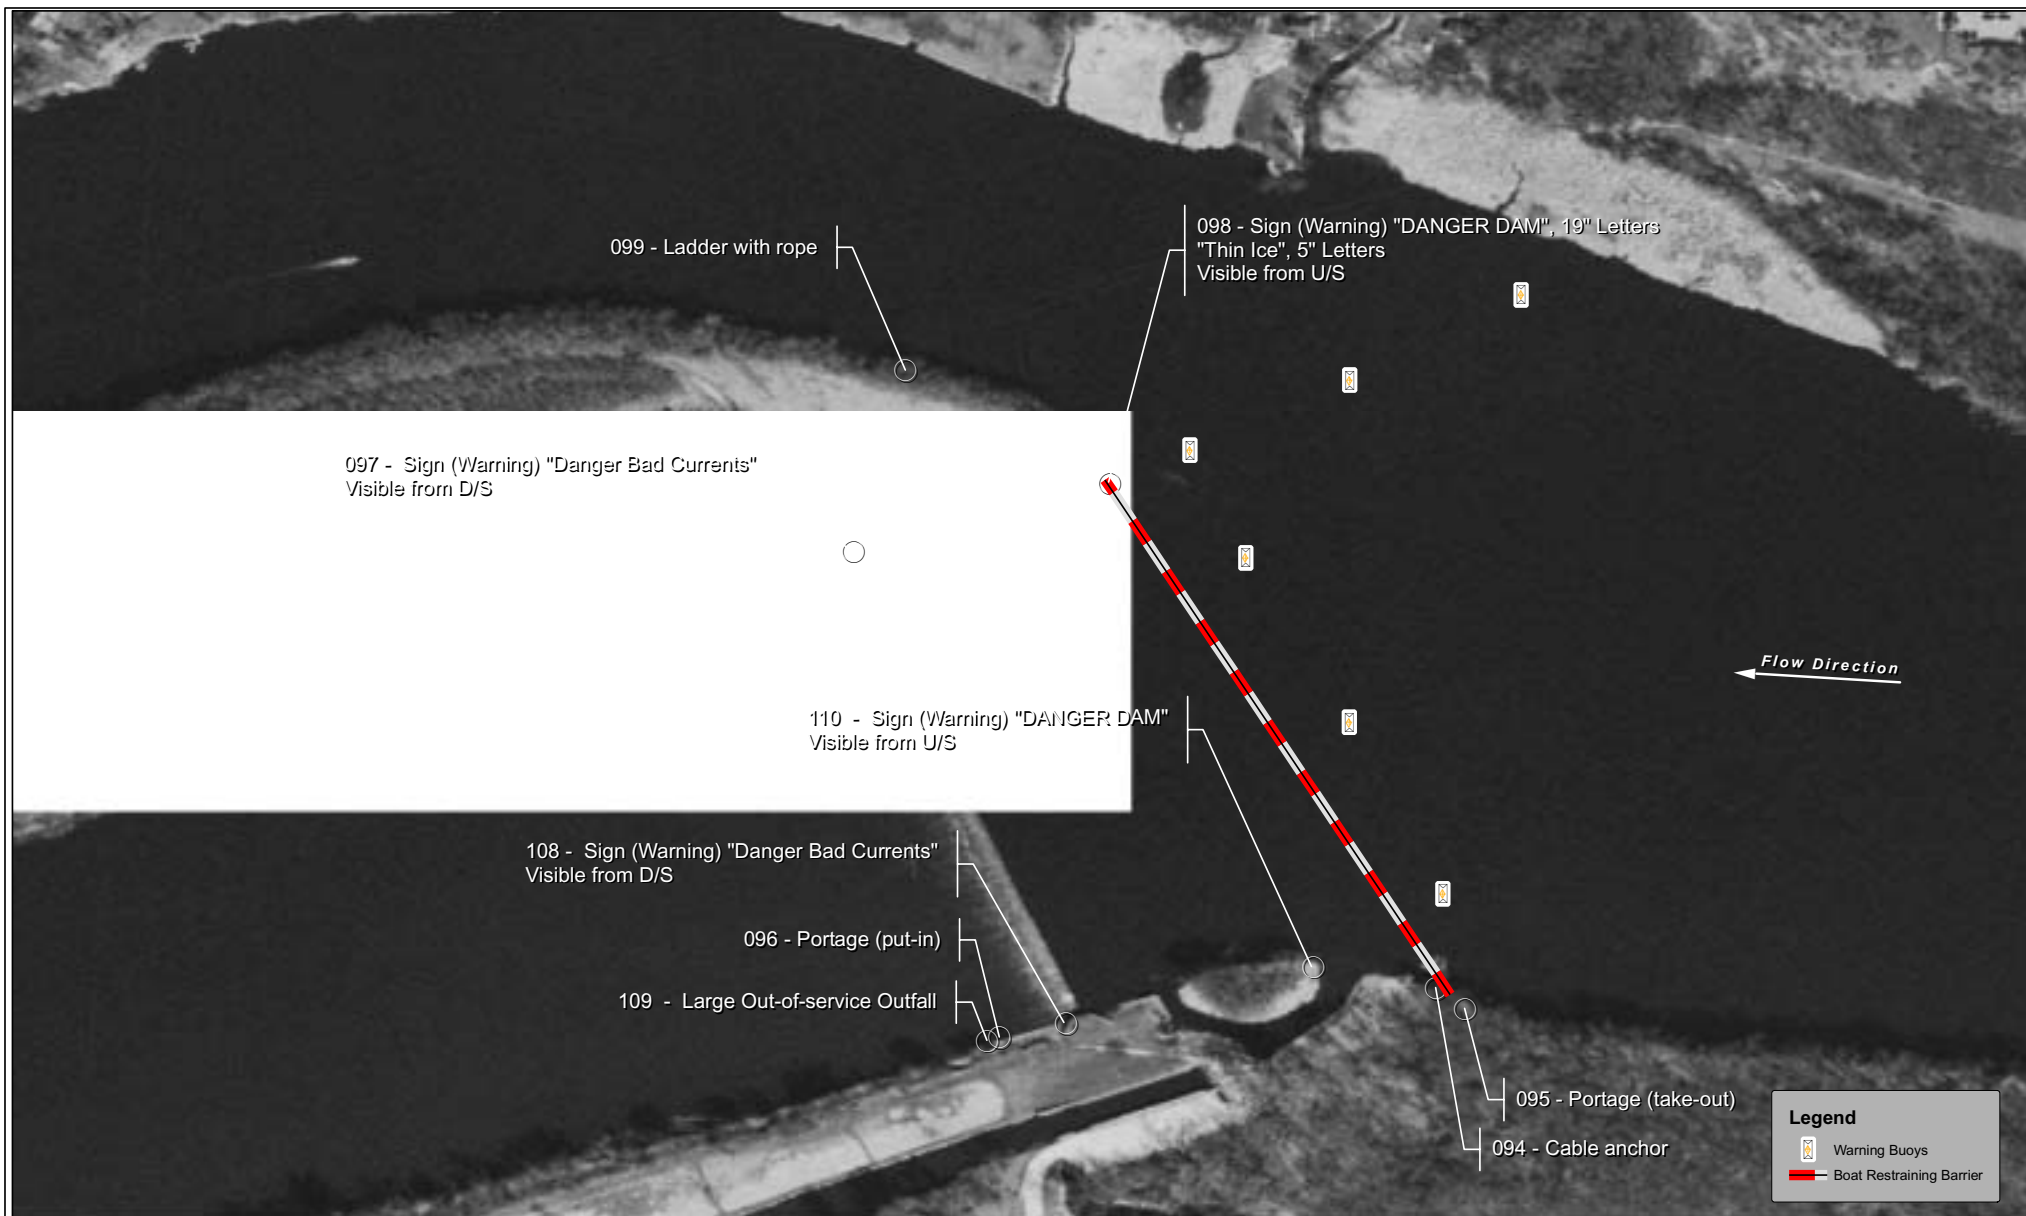 099 - Ladder with rope
098 - Sign (Warning) "DANGER DAM", 19" Letters
"Thin Ice", 5" Letters
Visible from U/S
097 -  Sign (Warning) "Danger Bad Currents"
Visible from D/S
Flow Direction
110  -  Sign (Warning) "DANGER DAM"
Visible from U/S
108 -  Sign (Warning) "Danger Bad Currents"
Visible from D/S
096 - Portage (put-in)
109  -  Large Out-of-service Outfall
095 - Portage (take-out)
094 - Cable anchor
Legend
Warning Buoys
Boat Restraining Barrier